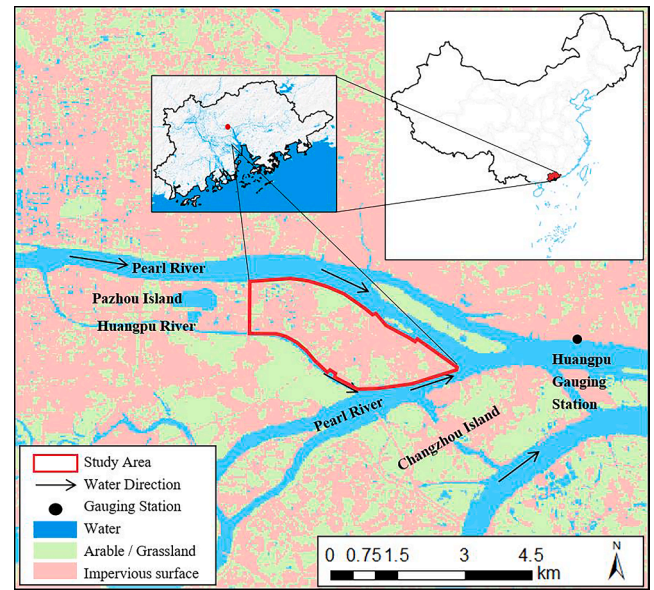 Pearl River
Pazhou Island
Huangpu River
Huangpu
Gauging
Station
Pearl River
Changzhou Island
Study Area
Water Direction
Gauging Station
Water
Arable / Grassland
Impervious surface
0 0.75 1.5 3 4.5
km
N